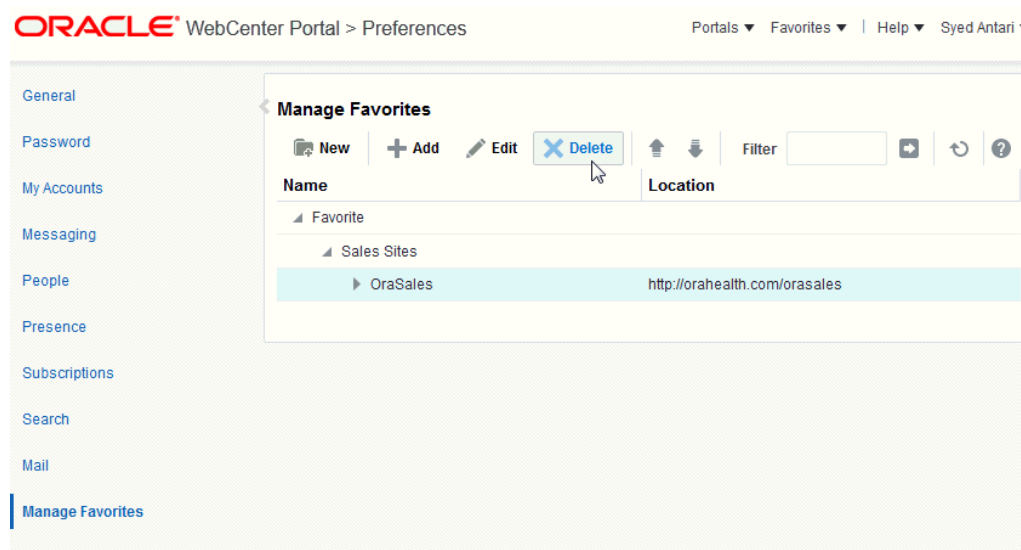 ORACLE® WebCenter Portal > Preferences Portals ▼ Favorites ▼ | Help ▼ Syed Antari
General
Password
My Accounts
Messaging
People
Presence
Subscriptions
Search
Mail
Manage Favorites
Manage Favorites
New Add Edit Delete Filter
Name Location
Favorite
Sales Sites
OraSales http://orahealth.com/orasales